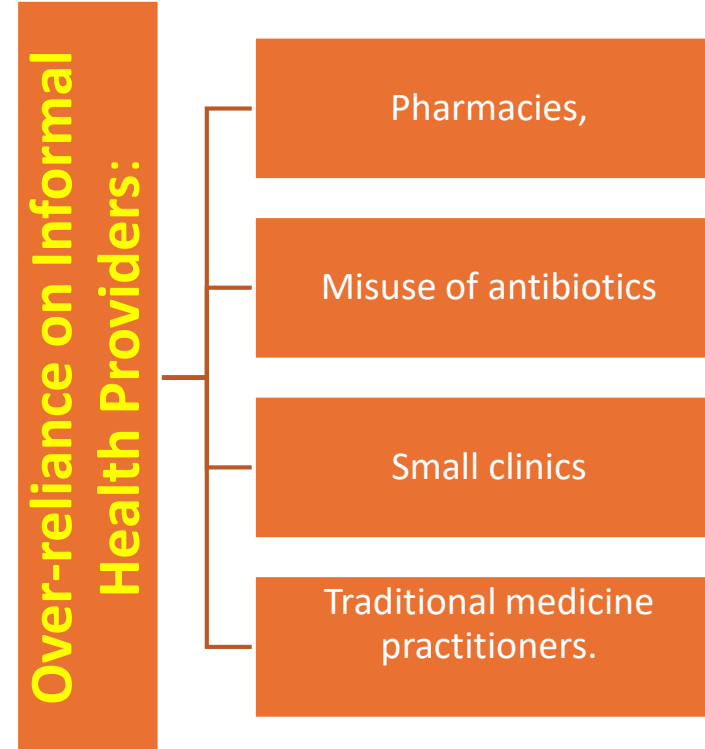 Over-reliance on Informal
Health Providers:
Pharmacies,
Misuse of antibiotics
Small clinics
Traditional medicine
practitioners.